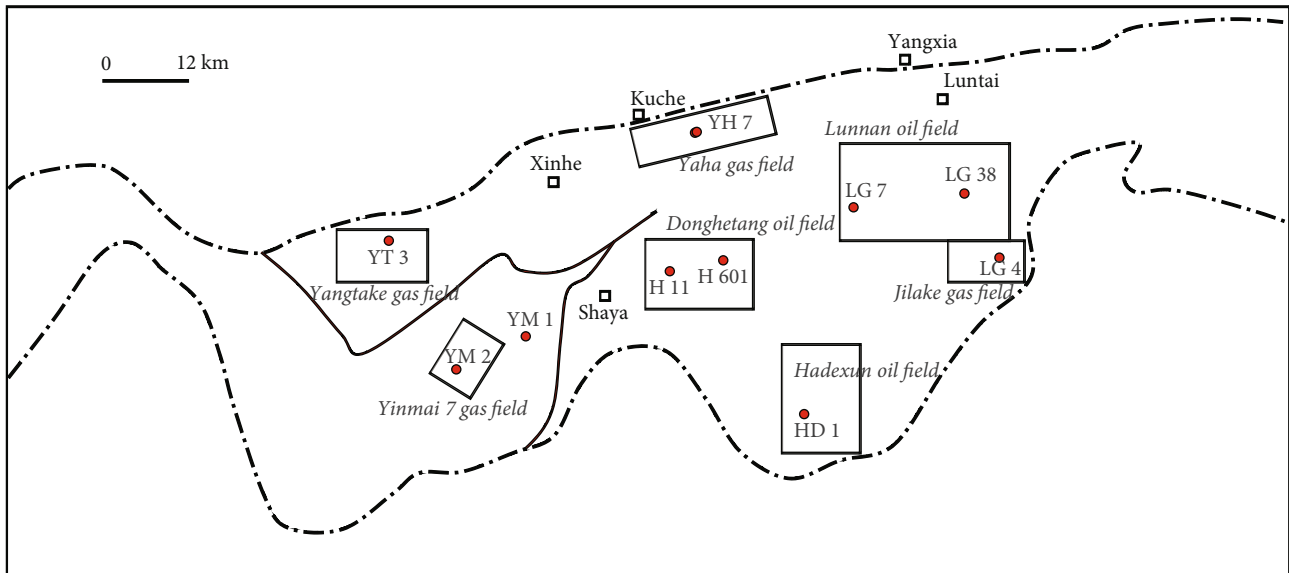 Yangxia
0 12 km
Luntai
Kuche
YH 7
Lunnan oil field
Yaha gas field
Xinhe
LG 38
LG 7
Donghetang oil field
YT 3
H 601
LG 4
H 11
Yangtake gas field
Jilake gas field
Shaya
YM 1
YM 2
Hadexun oil field
Yinmai 7 gas field
HD 1